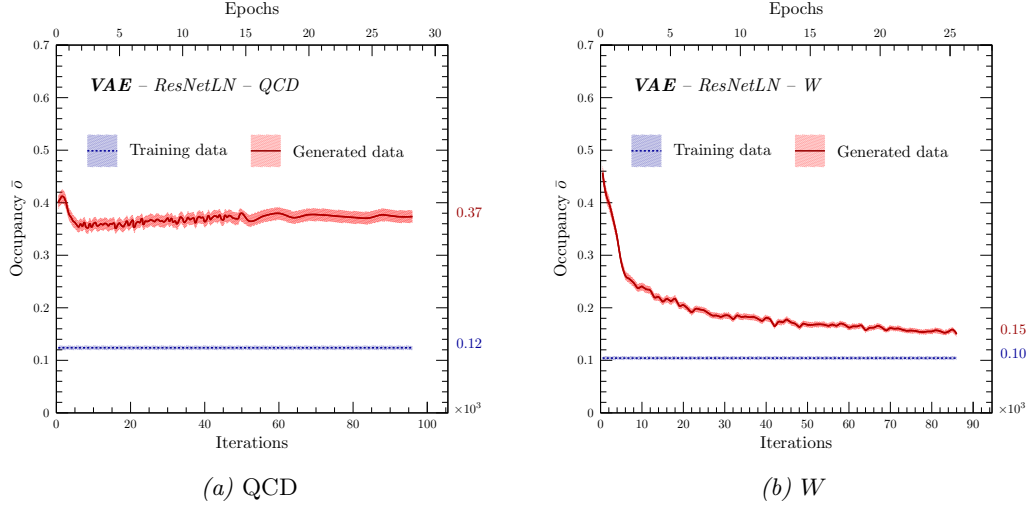 Epochs
0 5 10 15 20 25 30
0.7
0.6
0.5
0.4
0.3
0.2
0.1
0
Occupancy ō
VAE – ResNetLN – QCD
Training data
Generated data
0.37
0.12
×10³
0 20 40 60 80 100
Iterations
(a) QCD
Epochs
0 5 10 15 20 25
0.7
0.6
0.5
0.4
0.3
0.2
0.1
0
Occupancy ō
VAE – ResNetLN – W
Training data
Generated data
0.15
0.10
×10³
0 10 20 30 40 50 60 70 80 90
Iterations
(b) W